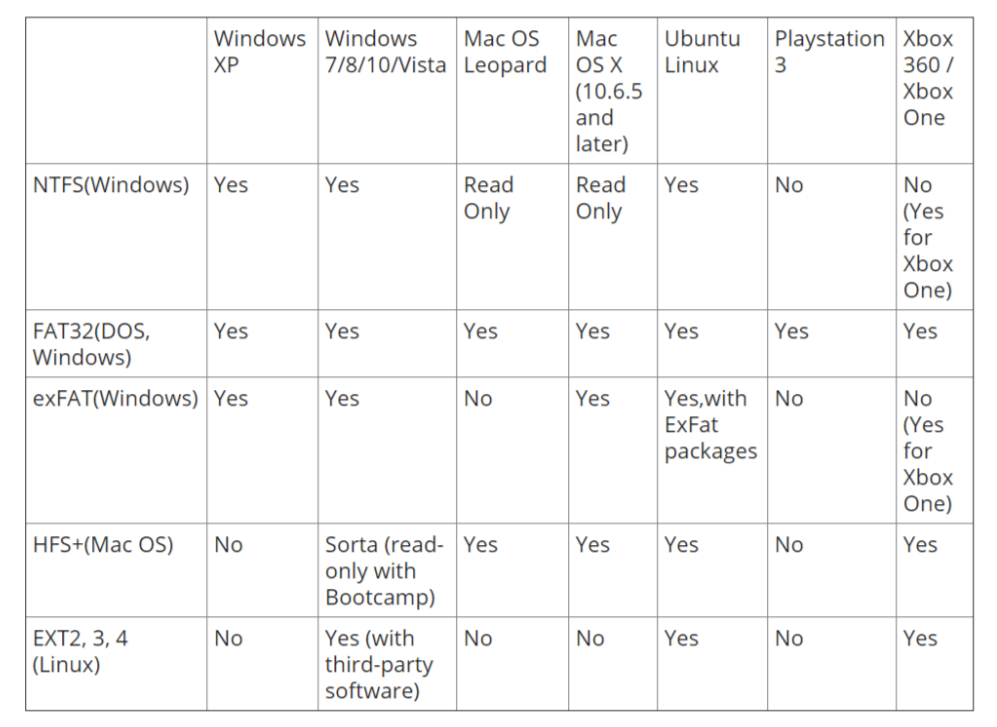 Windows XP	Windows 7/8/10/Vista	Mac OS Leopard	Mac OS X (10.6.5 and later)	Ubuntu Linux	Playstation 3	Xbox 360 / Xbox One
NTFS(Windows)	Yes	Yes	Read Only	Read Only	Yes	No	No (Yes for Xbox One)
FAT32(DOS, Windows)	Yes	Yes	Yes	Yes	Yes	Yes	Yes
exFAT(Windows)	Yes	Yes	No	Yes	Yes,with ExFat packages	No	No (Yes for Xbox One)
HFS+(Mac OS)	No	Sorta (read-only with Bootcamp)	Yes	Yes	Yes	No	Yes
EXT2, 3, 4 (Linux)	No	Yes (with third-party software)	No	No	Yes	No	Yes